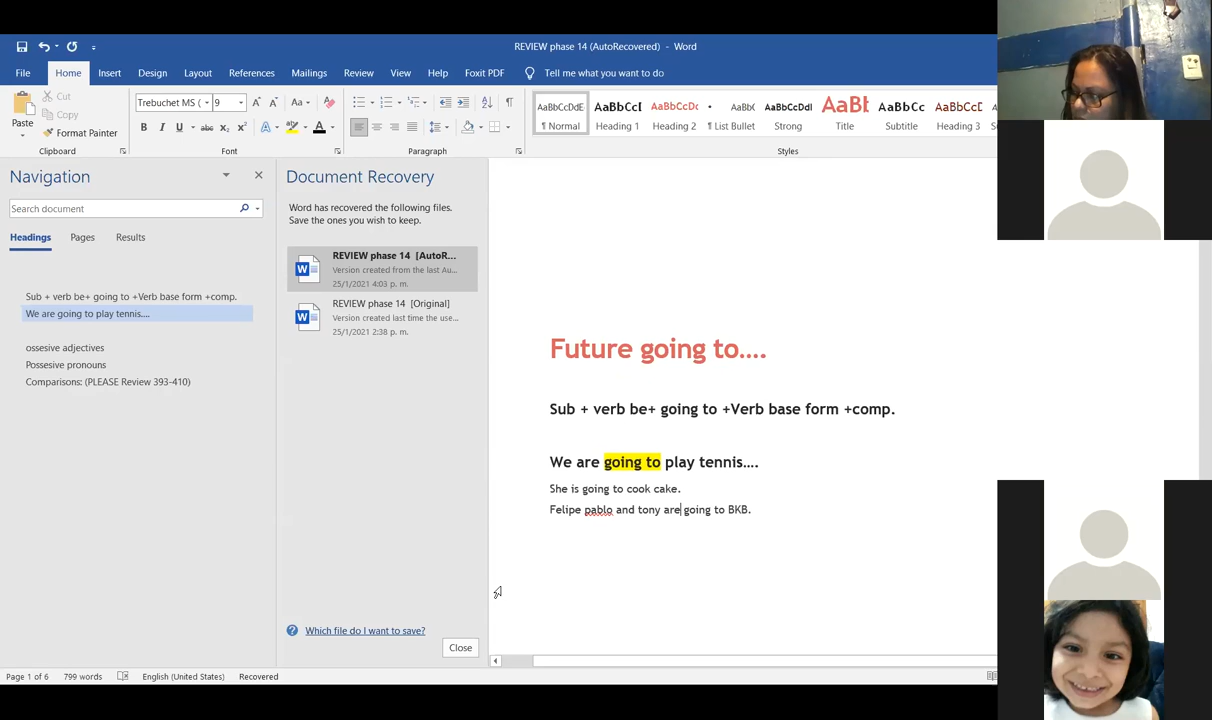 REVIEW phase 14 (AutoRecovered) - Word
File Home Insert Design Layout References Mailings Review View Help Foxit PDF Tell me what you want to do
Paste
Cut
Copy
Format Painter
Clipboard
Trebuchet MS ( 9
Font
Paragraph
AaBbCcDdE AaBbCcI AaBbCcDc AaBbC AaBbCcDdI AaBb AaBbCc AaBbCcD
¶ Normal Heading 1 Heading 2 ¶ List Bullet Strong Title Subtitle Heading 3
Styles
Navigation
Search document
Headings Pages Results
Sub + verb be+ going to +Verb base form +comp.
We are going to play tennis....
ossesive adjectives
Possesive pronouns
Comparisons: (PLEASE Review 393-410)
Document Recovery
Word has recovered the following files.
Save the ones you wish to keep.
REVIEW phase 14 [AutoR...
Version created from the last Au...
25/1/2021 4:03 p. m.
REVIEW phase 14 [Original]
Version created last time the use...
25/1/2021 2:38 p. m.
Which file do I want to save?
Close
Future going to....
Sub + verb be+ going to +Verb base form +comp.
We are going to play tennis....
She is going to cook cake.
Felipe pablo and tony are going to BKB.
Page 1 of 6 799 words English (United States) Recovered